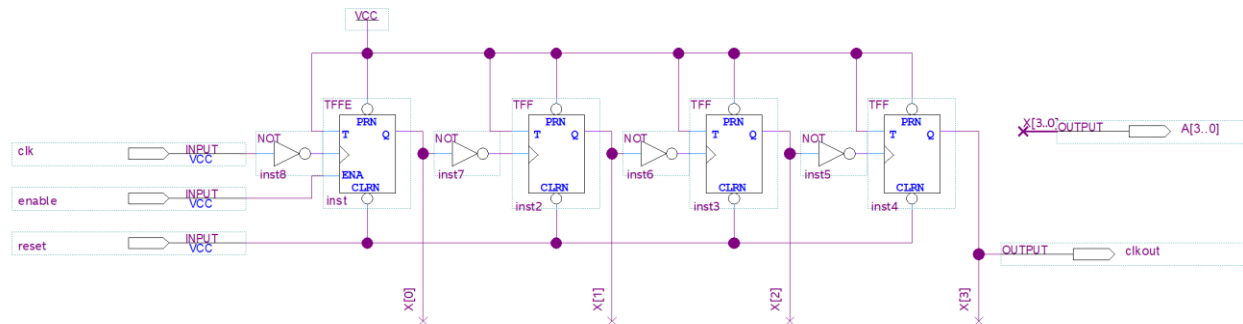 VCC
TFFE
TFF
TFF
TFF
PRN
PRN
PRN
PRN
T Q
T Q
T Q
T Q
NOT
NOT
NOT
NOT
X[3..0]
OUTPUT
A[3..0]
clk
INPUT
VCC
inst8
inst7
inst6
inst5
ENA
CLRN
CLRN
CLRN
CLRN
enable
INPUT
VCC
inst
inst2
inst3
inst4
reset
INPUT
VCC
OUTPUT
clkout
X[0]
X[1]
X[2]
X[3]